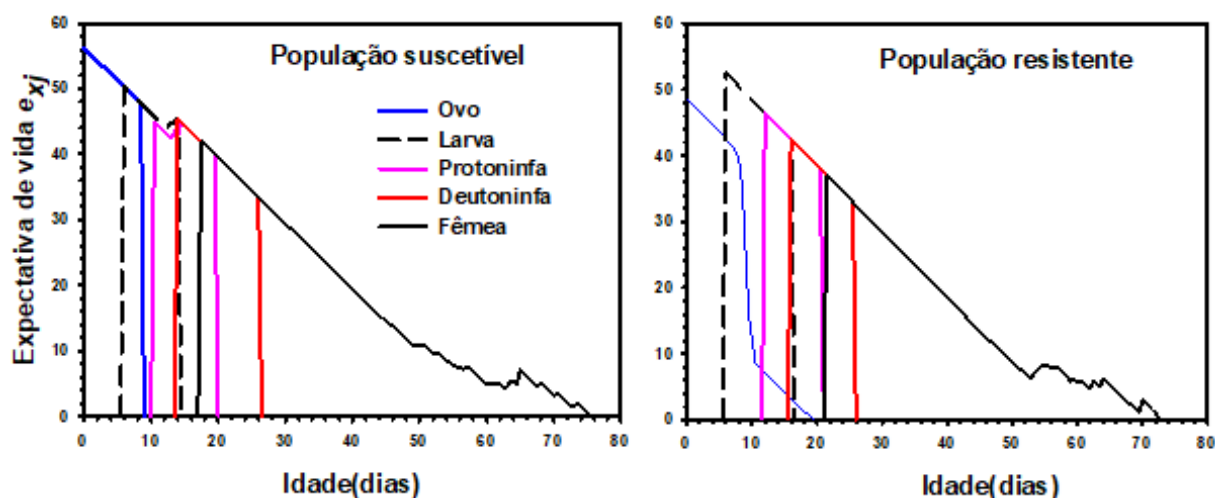 População suscetível
População resistente
Expectativa de vida exj
Ovo
Larva
Protoninfa
Deutoninfa
Fêmea
60
50
40
30
20
10
0
0 10 20 30 40 50 60 70 80
Idade(dias)
60
50
40
30
20
10
0
0 10 20 30 40 50 60 70 80
Idade(dias)